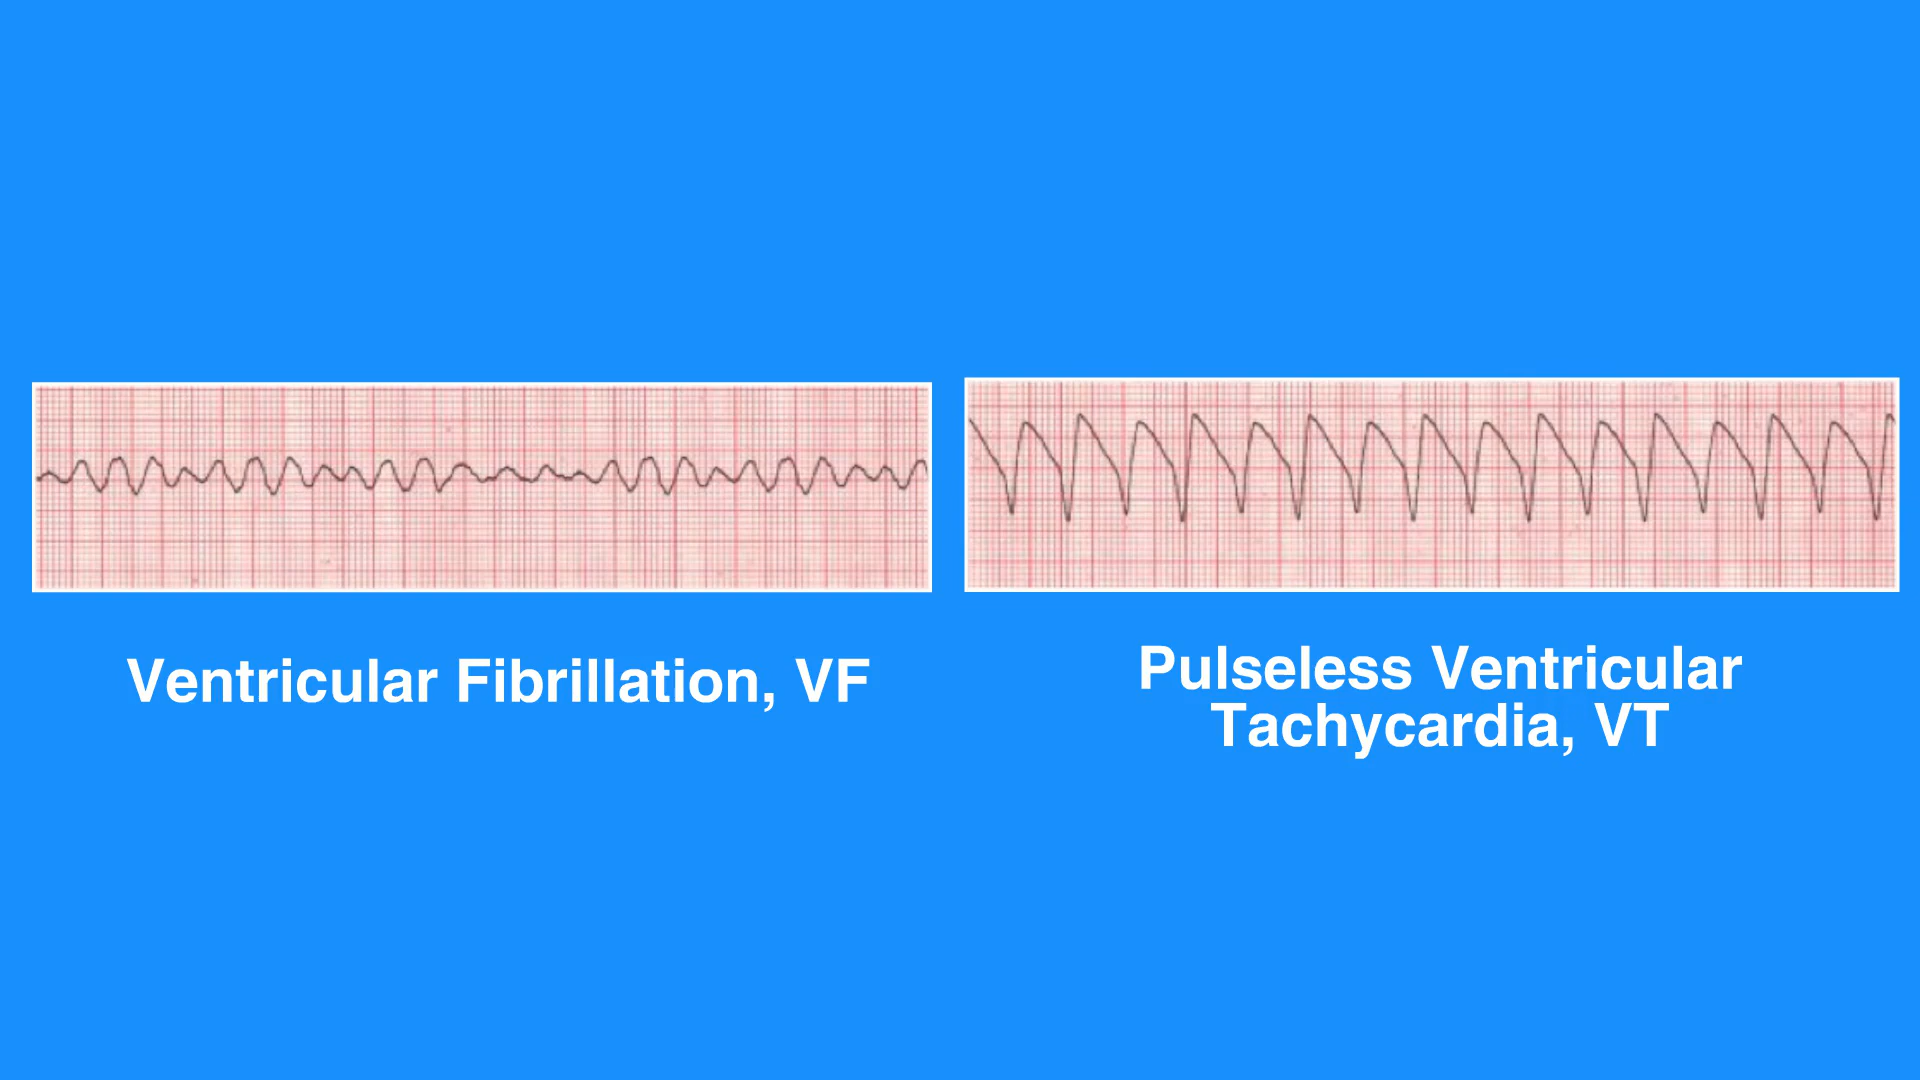 Ventricular Fibrillation, VF
Pulseless Ventricular
Tachycardia, VT